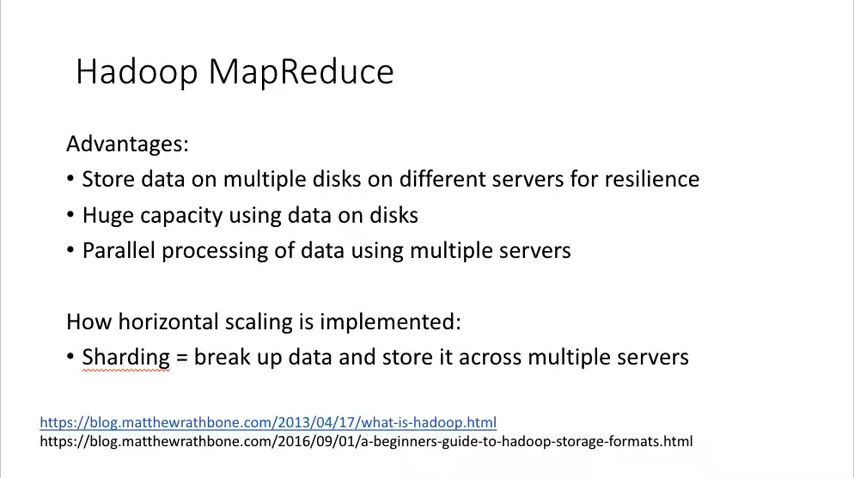 Hadoop MapReduce
Advantages:
• Store data on multiple disks on different servers for resilience
• Huge capacity using data on disks
• Parallel processing of data using multiple servers
How horizontal scaling is implemented:
• Sharding = break up data and store it across multiple servers
https://blog.matthewrathbone.com/2013/04/17/what-is-hadoop.html
https://blog.matthewrathbone.com/2016/09/01/a-beginners-guide-to-hadoop-storage-formats.html